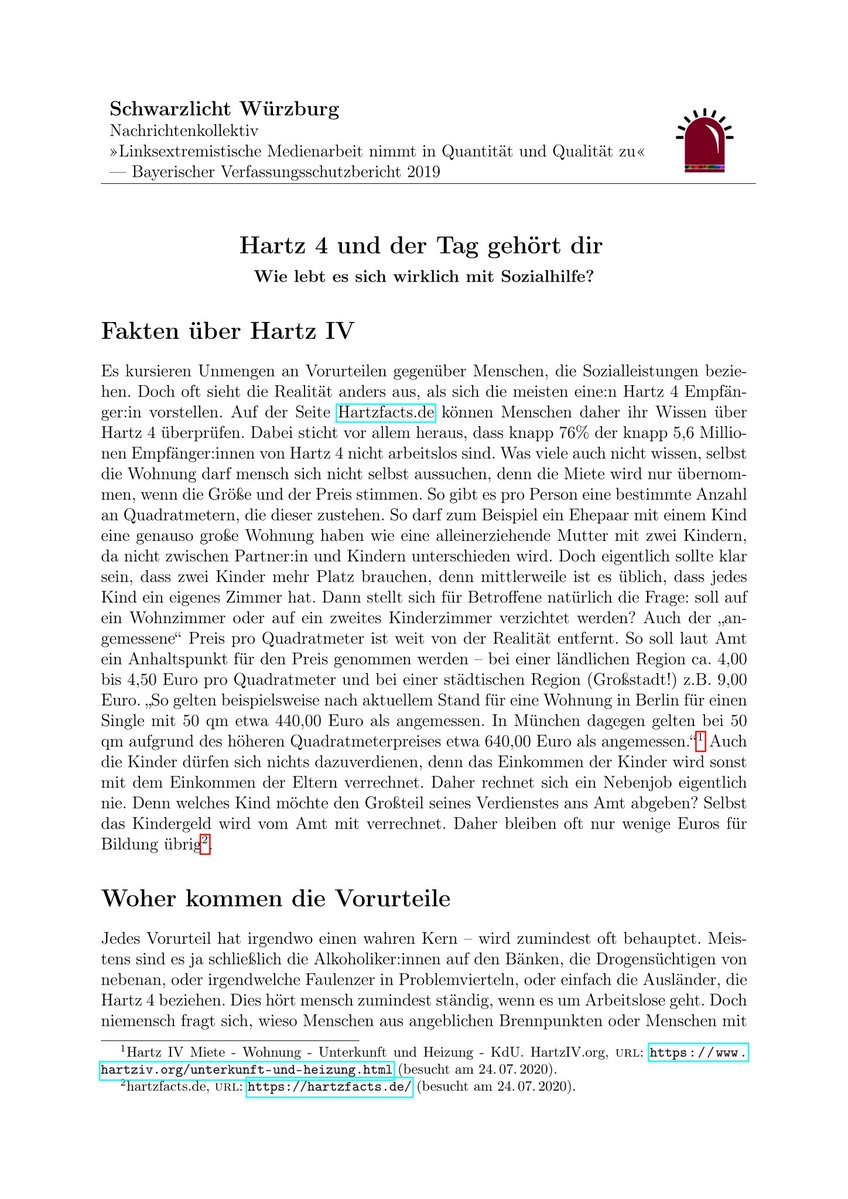 Schwarzlicht Würzburg
Nachrichtenkollektiv
»Linksextremistische Medienarbeit nimmt in Quantität und Qualität zu«
— Bayerischer Verfassungsschutzbericht 2019
Hartz 4 und der Tag gehört dir
Wie lebt es sich wirklich mit Sozialhilfe?
Fakten über Hartz IV
Es kursieren Unmengen an Vorurteilen gegenüber Menschen, die Sozialleistungen bezie-
hen. Doch oft sieht die Realität anders aus, als sich die meisten eine:n Hartz 4 Empfän-
ger:in vorstellen. Auf der Seite Hartzfacts.de können Menschen daher ihr Wissen über
Hartz 4 überprüfen. Dabei sticht vor allem heraus, dass knapp 76% der knapp 5,6 Millio-
nen Empfänger:innen von Hartz 4 nicht arbeitslos sind. Was viele auch nicht wissen, selbst
die Wohnung darf mensch sich nicht selbst aussuchen, denn die Miete wird nur übernom-
men, wenn die Größe und der Preis stimmen. So gibt es pro Person eine bestimmte Anzahl
an Quadratmetern, die dieser zustehen. So darf zum Beispiel ein Ehepaar mit einem Kind
eine genauso große Wohnung haben wie eine alleinerziehende Mutter mit zwei Kindern,
da nicht zwischen Partner:in und Kindern unterschieden wird. Doch eigentlich sollte klar
sein, dass zwei Kinder mehr Platz brauchen, denn mittlerweile ist es üblich, dass jedes
Kind ein eigenes Zimmer hat. Dann stellt sich für Betroffene natürlich die Frage: soll auf
ein Wohnzimmer oder auf ein zweites Kinderzimmer verzichtet werden? Auch der „an-
gemessene“ Preis pro Quadratmeter ist weit von der Realität entfernt. So soll laut Amt
ein Anhaltspunkt für den Preis genommen werden – bei einer ländlichen Region ca. 4,00
bis 4,50 Euro pro Quadratmeter und bei einer städtischen Region (Großstadt!) z.B. 9,00
Euro. „So gelten beispielsweise nach aktuellem Stand für eine Wohnung in Berlin für einen
Single mit 50 qm etwa 440,00 Euro als angemessen. In München dagegen gelten bei 50
qm aufgrund des höheren Quadratmeterpreises etwa 640,00 Euro als angemessen.“1 Auch
die Kinder dürfen sich nichts dazuverdienen, denn das Einkommen der Kinder wird sonst
mit dem Einkommen der Eltern verrechnet. Daher rechnet sich ein Nebenjob eigentlich
nie. Denn welches Kind möchte den Großteil seines Verdienstes ans Amt abgeben? Selbst
das Kindergeld wird vom Amt mit verrechnet. Daher bleiben oft nur wenige Euros für
Bildung übrig2.
Woher kommen die Vorurteile
Jedes Vorurteil hat irgendwo einen wahren Kern – wird zumindest oft behauptet. Meis-
tens sind es ja schließlich die Alkoholiker:innen auf den Bänken, die Drogensüchtigen von
nebenan, oder irgendwelche Faulenzer in Problemvierteln, oder einfach die Ausländer, die
Hartz 4 beziehen. Dies hört mensch zumindest ständig, wenn es um Arbeitslose geht. Doch
niemensch fragt sich, wieso Menschen aus angeblichen Brennpunkten oder Menschen mit
1Hartz IV Miete - Wohnung - Unterkunft und Heizung - KdU. HartzIV.org, URL: https://www.
hartziv.org/unterkunft-und-heizung.html (besucht am 24. 07. 2020).
2hartzfacts.de, URL: https://hartzfacts.de/ (besucht am 24. 07. 2020).